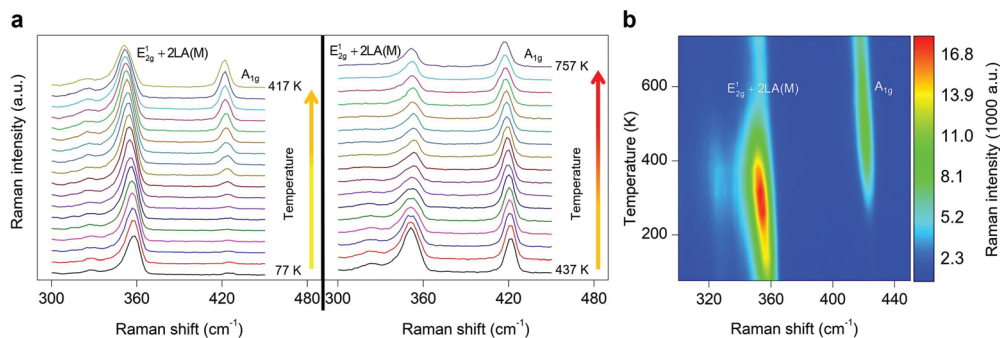 a
E¹₂g + 2LA(M)
A₁g
417 K
Temperature
77 K
Raman intensity (a.u.)
300 360 420 480
Raman shift (cm⁻¹)
E¹₂g + 2LA(M)
A₁g
757 K
Temperature
437 K
300 360 420 480
Raman shift (cm⁻¹)
b
E¹₂g + 2LA(M)
A₁g
Temperature (K)
600
400
200
320 360 400 440
Raman shift (cm⁻¹)
16.8
13.9
11.0
8.1
5.2
2.3
Raman intensity (1000 a.u.)